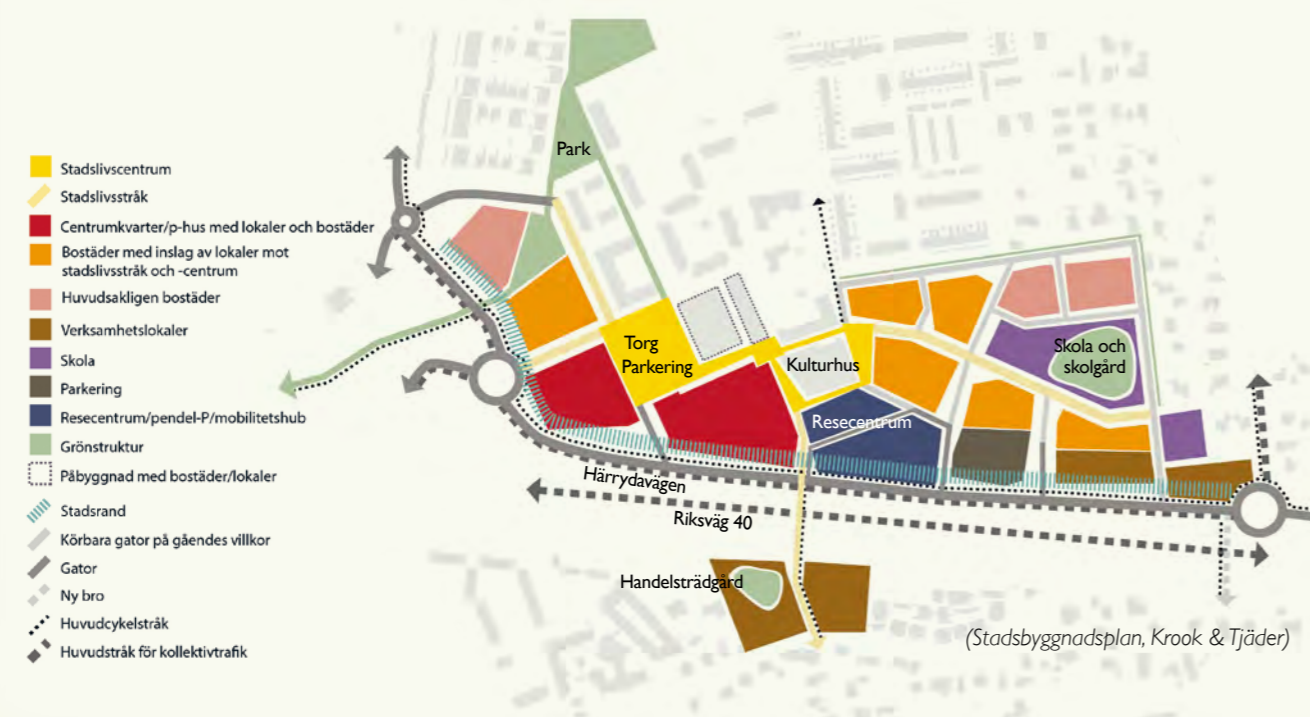 Stadslivscentrum
Stadslivsstråk
Centrumkvarter/p-hus med lokaler och bostäder
Bostäder med inslag av lokaler mot
stadslivsstråk och -centrum
Huvudsakligen bostäder
Verksamhetslokaler
Skola
Parkering
Resecentrum/pendel-P/mobilitetshub
Grönstruktur
Påbyggnad med bostäder/lokaler
Stadsrand
Körbara gator på gåendes villkor
Gator
Ny bro
Huvudcykelstråk
Huvudstråk för kollektivtrafik
Park
Torg
Parkering
Kulturhus
Skola och
skolgård
Resecentrum
Härrydavägen
Riksväg 40
Handelsträdgård
(Stadsbyggnadsplan, Krook & Tjäder)